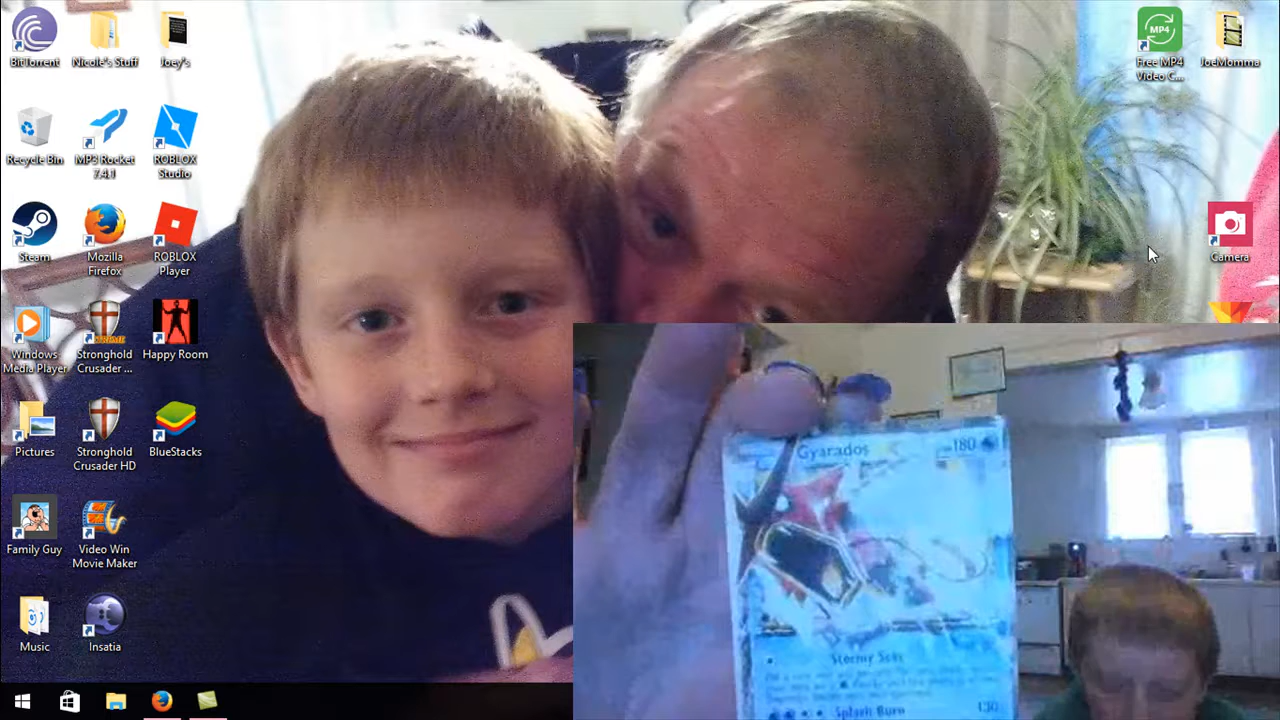 BitTorrent
Nicole's Stuff
Joey's
Free MP4
Video C...
JoeMomma
MP4
Recycle Bin
MP3 Rocket
7.4.1
ROBLOX
Studio
Steam
Mozilla
Firefox
ROBLOX
Player
Camera
Windows
Media Player
Stronghold
Crusader ...
Happy Room
Pictures
Stronghold
Crusader HD
BlueStacks
Family Guy
Video Win
Movie Maker
Music
Insatia
Gyarados
180
Stormy Seas
Splash Burn
130